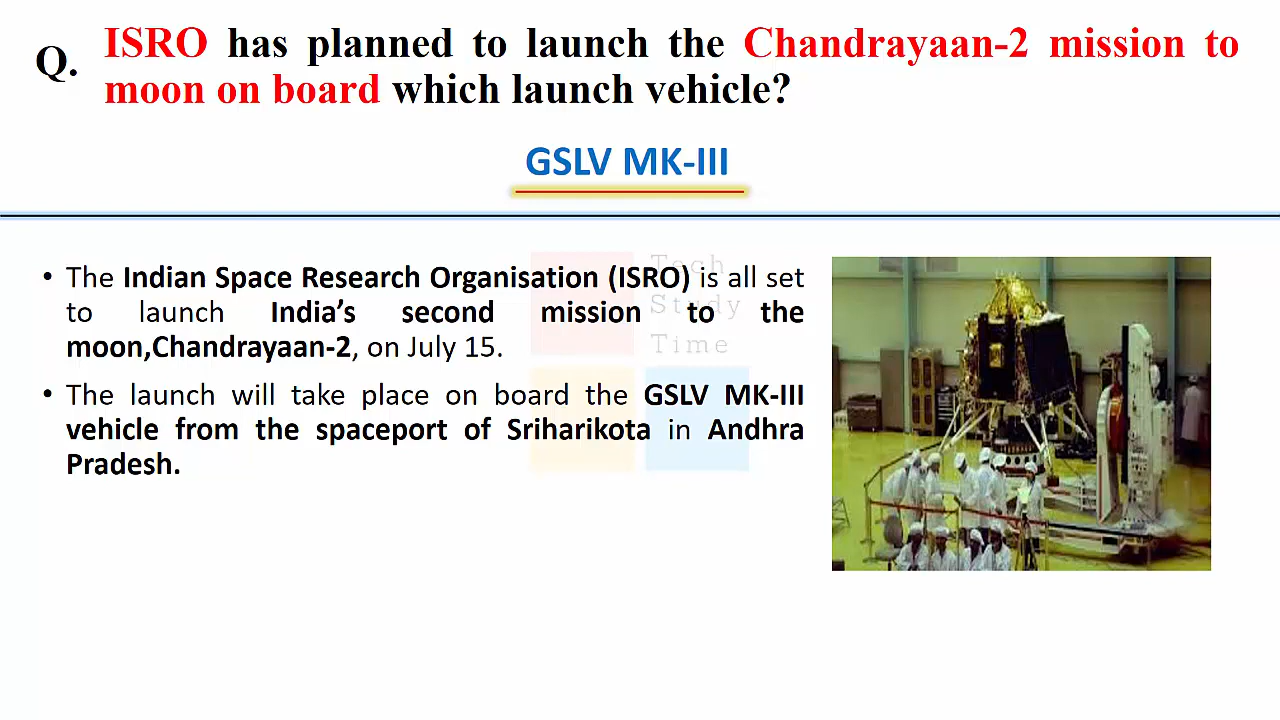 Q. ISRO has planned to launch the Chandrayaan-2 mission to
moon on board which launch vehicle?
GSLV MK-III
• The Indian Space Research Organisation (ISRO) is all set
to launch India’s second mission to the
moon,Chandrayaan-2, on July 15.
• The launch will take place on board the GSLV MK-III
vehicle from the spaceport of Sriharikota in Andhra
Pradesh.
Tech
Study
Time